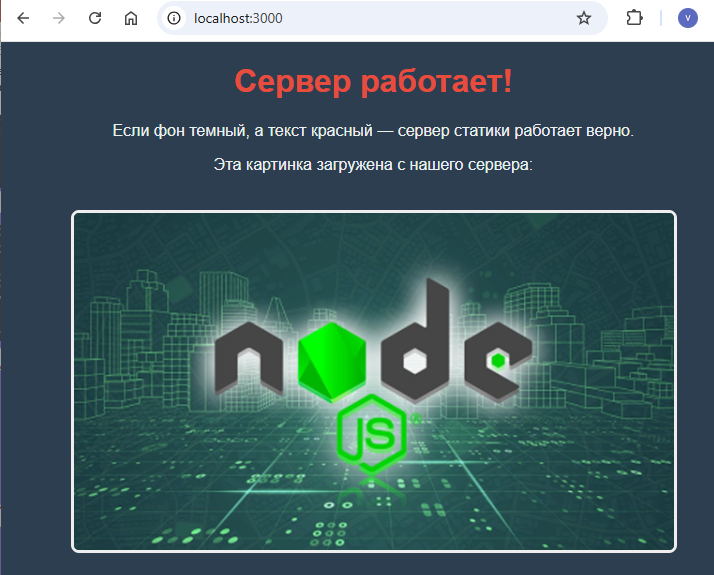 localhost:3000
v
Сервер работает!
Если фон темный, а текст красный — сервер статики работает верно.
Эта картинка загружена с нашего сервера:
node
JS®